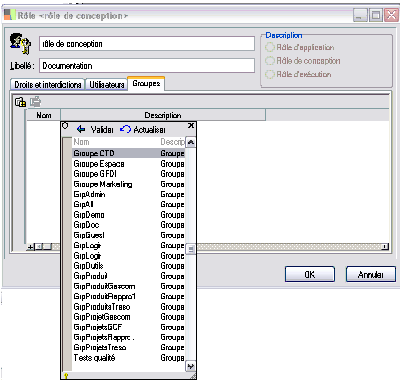 Rôle <rôle de conception>
rôle de conception
Libellé : Documentation
Description
Rôle d'application
Rôle de conception
Rôle d'exécution
Droits et interdictions Utilisateurs Groupes
Nom Description
Valider Actualiser
Nom Descrip
Groupe CTD Groupe
Groupe Espace Groupe
Groupe GFDI Groupe
Groupe Marketing Groupe
GrpAdmin Groupe
GrpAll Groupe
GrpDemo Groupe
GrpDoc Groupe
GrpGuest Groupe
GrpLogir Groupe
GrpLogir Groupe
GrpOutils Groupe
GrpProduit Groupe
GrpProduitGescom Groupe
GrpProduitRappro1 Groupe
GrpProduitsTreso Groupe
GrpProjetGescom Groupe
GrpProjetsGCF Groupe
GrpProjetsRappro. Groupe
GrpProjetsTreso Groupe
Tests qualité Groupe
OK Annuler